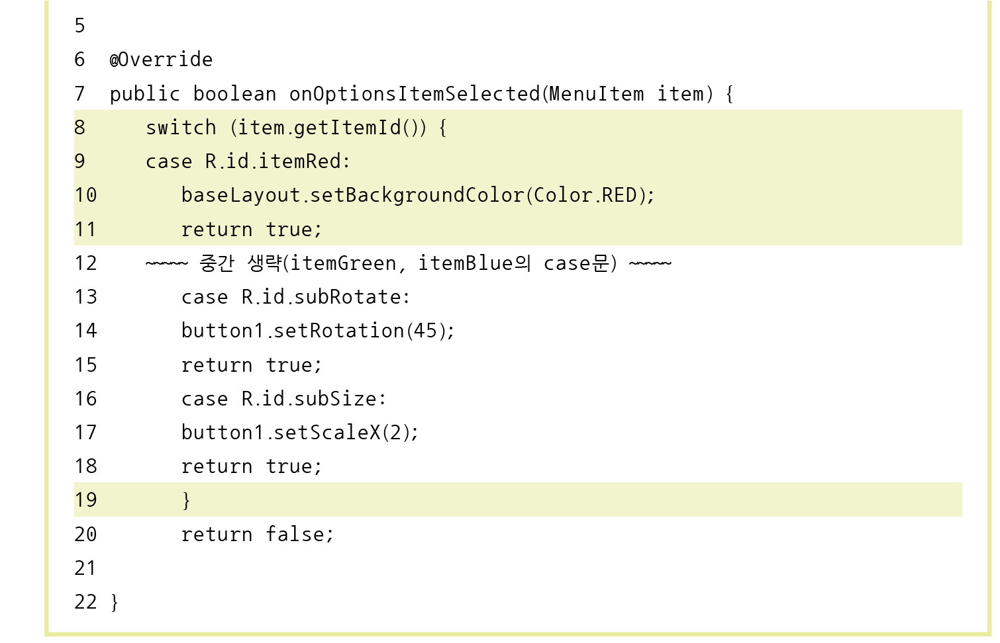 5
6 @Override
7 public boolean onOptionsItemSelected(MenuItem item) {
8 switch (item.getItemId()) {
9 case R.id.itemRed:
10 baseLayout.setBackgroundColor(Color.RED);
11 return true;
12 ~~~~~ 중간 생략(itemGreen, itemBlue의 case문) ~~~~~
13 case R.id.subRotate:
14 button1.setRotation(45);
15 return true;
16 case R.id.subSize:
17 button1.setScaleX(2);
18 return true;
19 }
20 return false;
21
22 }